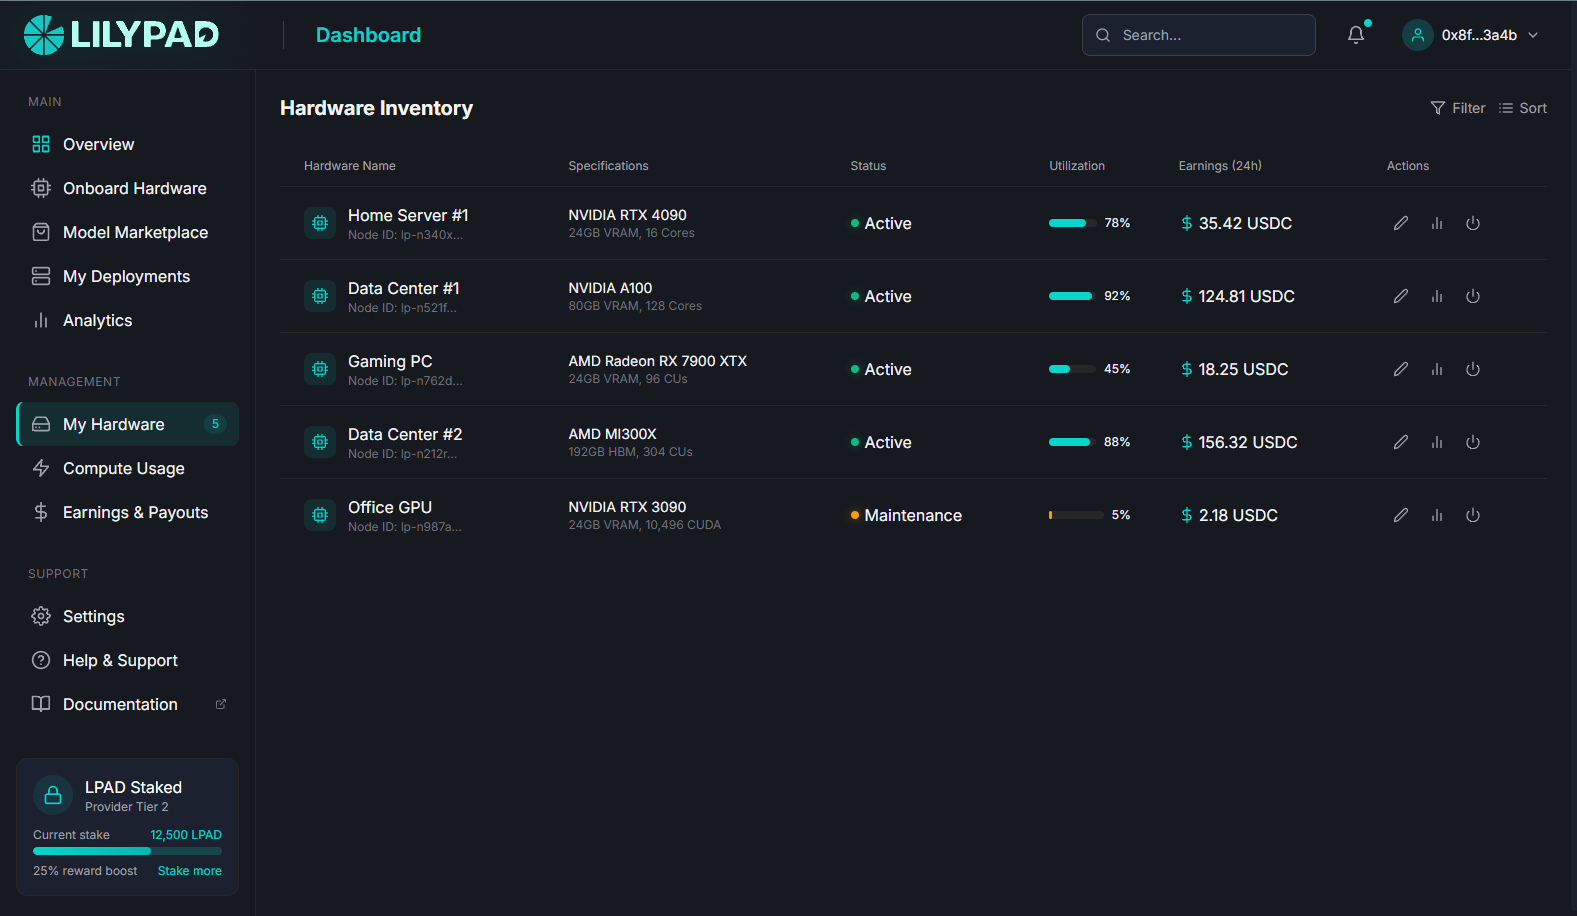 LILYPAD
Dashboard
Search...
0x8f...3a4b
MAIN
Overview
Onboard Hardware
Model Marketplace
My Deployments
Analytics
MANAGEMENT
My Hardware 5
Compute Usage
Earnings & Payouts
SUPPORT
Settings
Help & Support
Documentation
LPAD Staked
Provider Tier 2
Current stake 12,500 LPAD
25% reward boost Stake more
Hardware Inventory
Filter Sort
Hardware Name Specifications Status Utilization Earnings (24h) Actions
Home Server #1 NVIDIA RTX 4090 Active 78% $ 35.42 USDC
Node ID: lp-n340x... 24GB VRAM, 16 Cores
Data Center #1 NVIDIA A100 Active 92% $ 124.81 USDC
Node ID: lp-n521f... 80GB VRAM, 128 Cores
Gaming PC AMD Radeon RX 7900 XTX Active 45% $ 18.25 USDC
Node ID: lp-n762d... 24GB VRAM, 96 CUs
Data Center #2 AMD MI300X Active 88% $ 156.32 USDC
Node ID: lp-n212r... 192GB HBM, 304 CUs
Office GPU NVIDIA RTX 3090 Maintenance 5% $ 2.18 USDC
Node ID: lp-n987a... 24GB VRAM, 10,496 CUDA